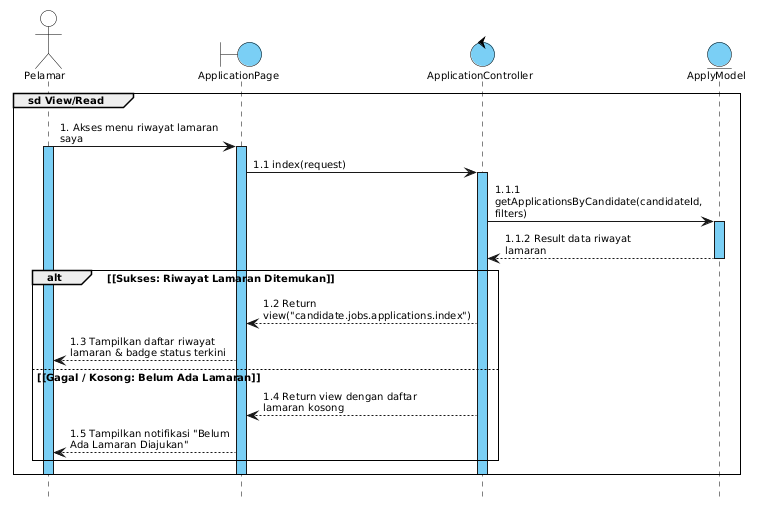 Pelamar
ApplicationPage
ApplicationController
ApplyModel
sd View/Read
1. Akses menu riwayat lamaran
saya
1.1 index(request)
1.1.1
getApplicationsByCandidate(candidateId,
filters)
1.1.2 Result data riwayat
lamaran
alt
[[Sukses: Riwayat Lamaran Ditemukan]]
1.2 Return
view("candidate.jobs.applications.index")
1.3 Tampilkan daftar riwayat
lamaran & badge status terkini
[[Gagal / Kosong: Belum Ada Lamaran]]
1.4 Return view dengan daftar
lamaran kosong
1.5 Tampilkan notifikasi "Belum
Ada Lamaran Diajukan"